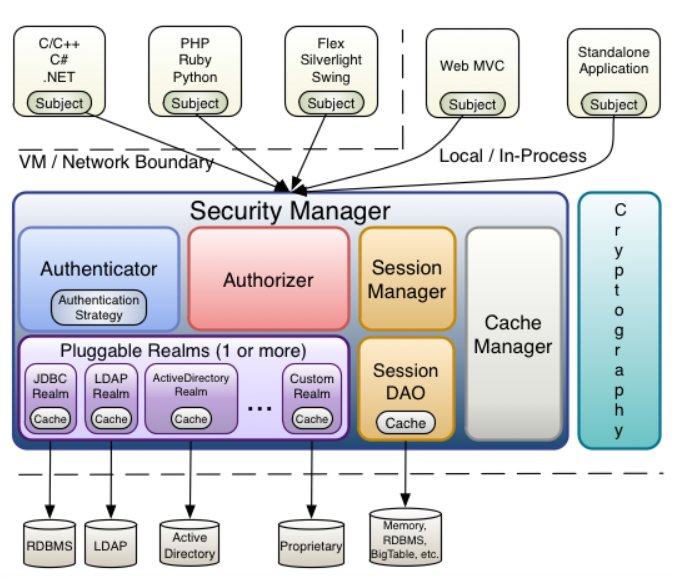 C/C++
C#
.NET
Subject
PHP
Ruby
Python
Subject
Flex
Silverlight
Swing
Subject
Web MVC
Subject
Standalone
Application
Subject
VM / Network Boundary
Local / In-Process
Security Manager
Authenticator
Authentication
Strategy
Authorizer
Session
Manager
Cache
Manager
Pluggable Realms (1 or more)
JDBC
Realm
Cache
LDAP
Realm
Cache
ActiveDirectory
Realm
Cache
...
Custom
Realm
Cache
Session
DAO
Cache
Cryptography
RDBMS
LDAP
Active
Directory
Proprietary
Memory,
RDBMS,
BigTable, etc.